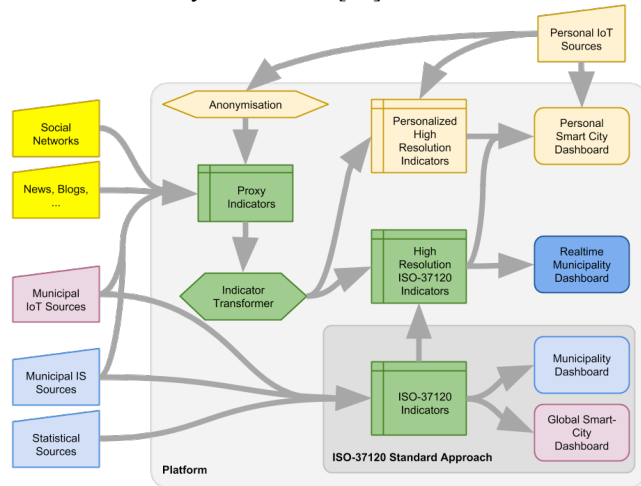 Personal IoT
Sources
Anonymisation
Personalized
High
Resolution
Indicators
Personal
Smart City
Dashboard
Social
Networks
News, Blogs,
...
Proxy
Indicators
High
Resolution
ISO-37120
Indicators
Realtime
Municipality
Dashboard
Indicator
Transformer
Municipal
IoT Sources
Municipal IS
Sources
ISO-37120
Indicators
Municipality
Dashboard
Statistical
Sources
Global Smart-
City
Dashboard
ISO-37120 Standard Approach
Platform